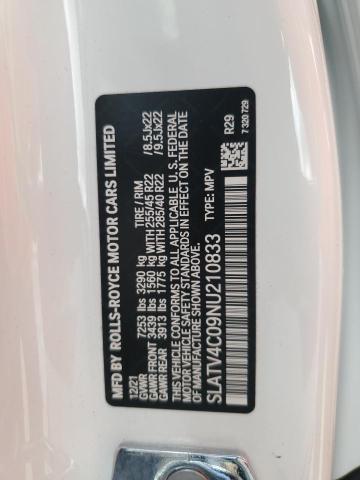 MFD BY ROLLS-ROYCE MOTOR CARS LIMITED
12/21 TIRE / RIM
GVWR 7253 lbs 3290 kg
GAWR FRONT 3439 lbs 1560 kg WITH 255/45 R22 /8.5Jx22
GAWR REAR 3913 lbs 1775 kg WITH 285/40 R22 /9.5Jx22
THIS VEHICLE CONFORMS TO ALL APPLICABLE U.S. FEDERAL
MOTOR VEHICLE SAFETY STANDARDS IN EFFECT ON THE DATE OF
MANUFACTURE SHOWN ABOVE.
SLATV4C09NU210833 TYPE: MPV
R29
7 320 729